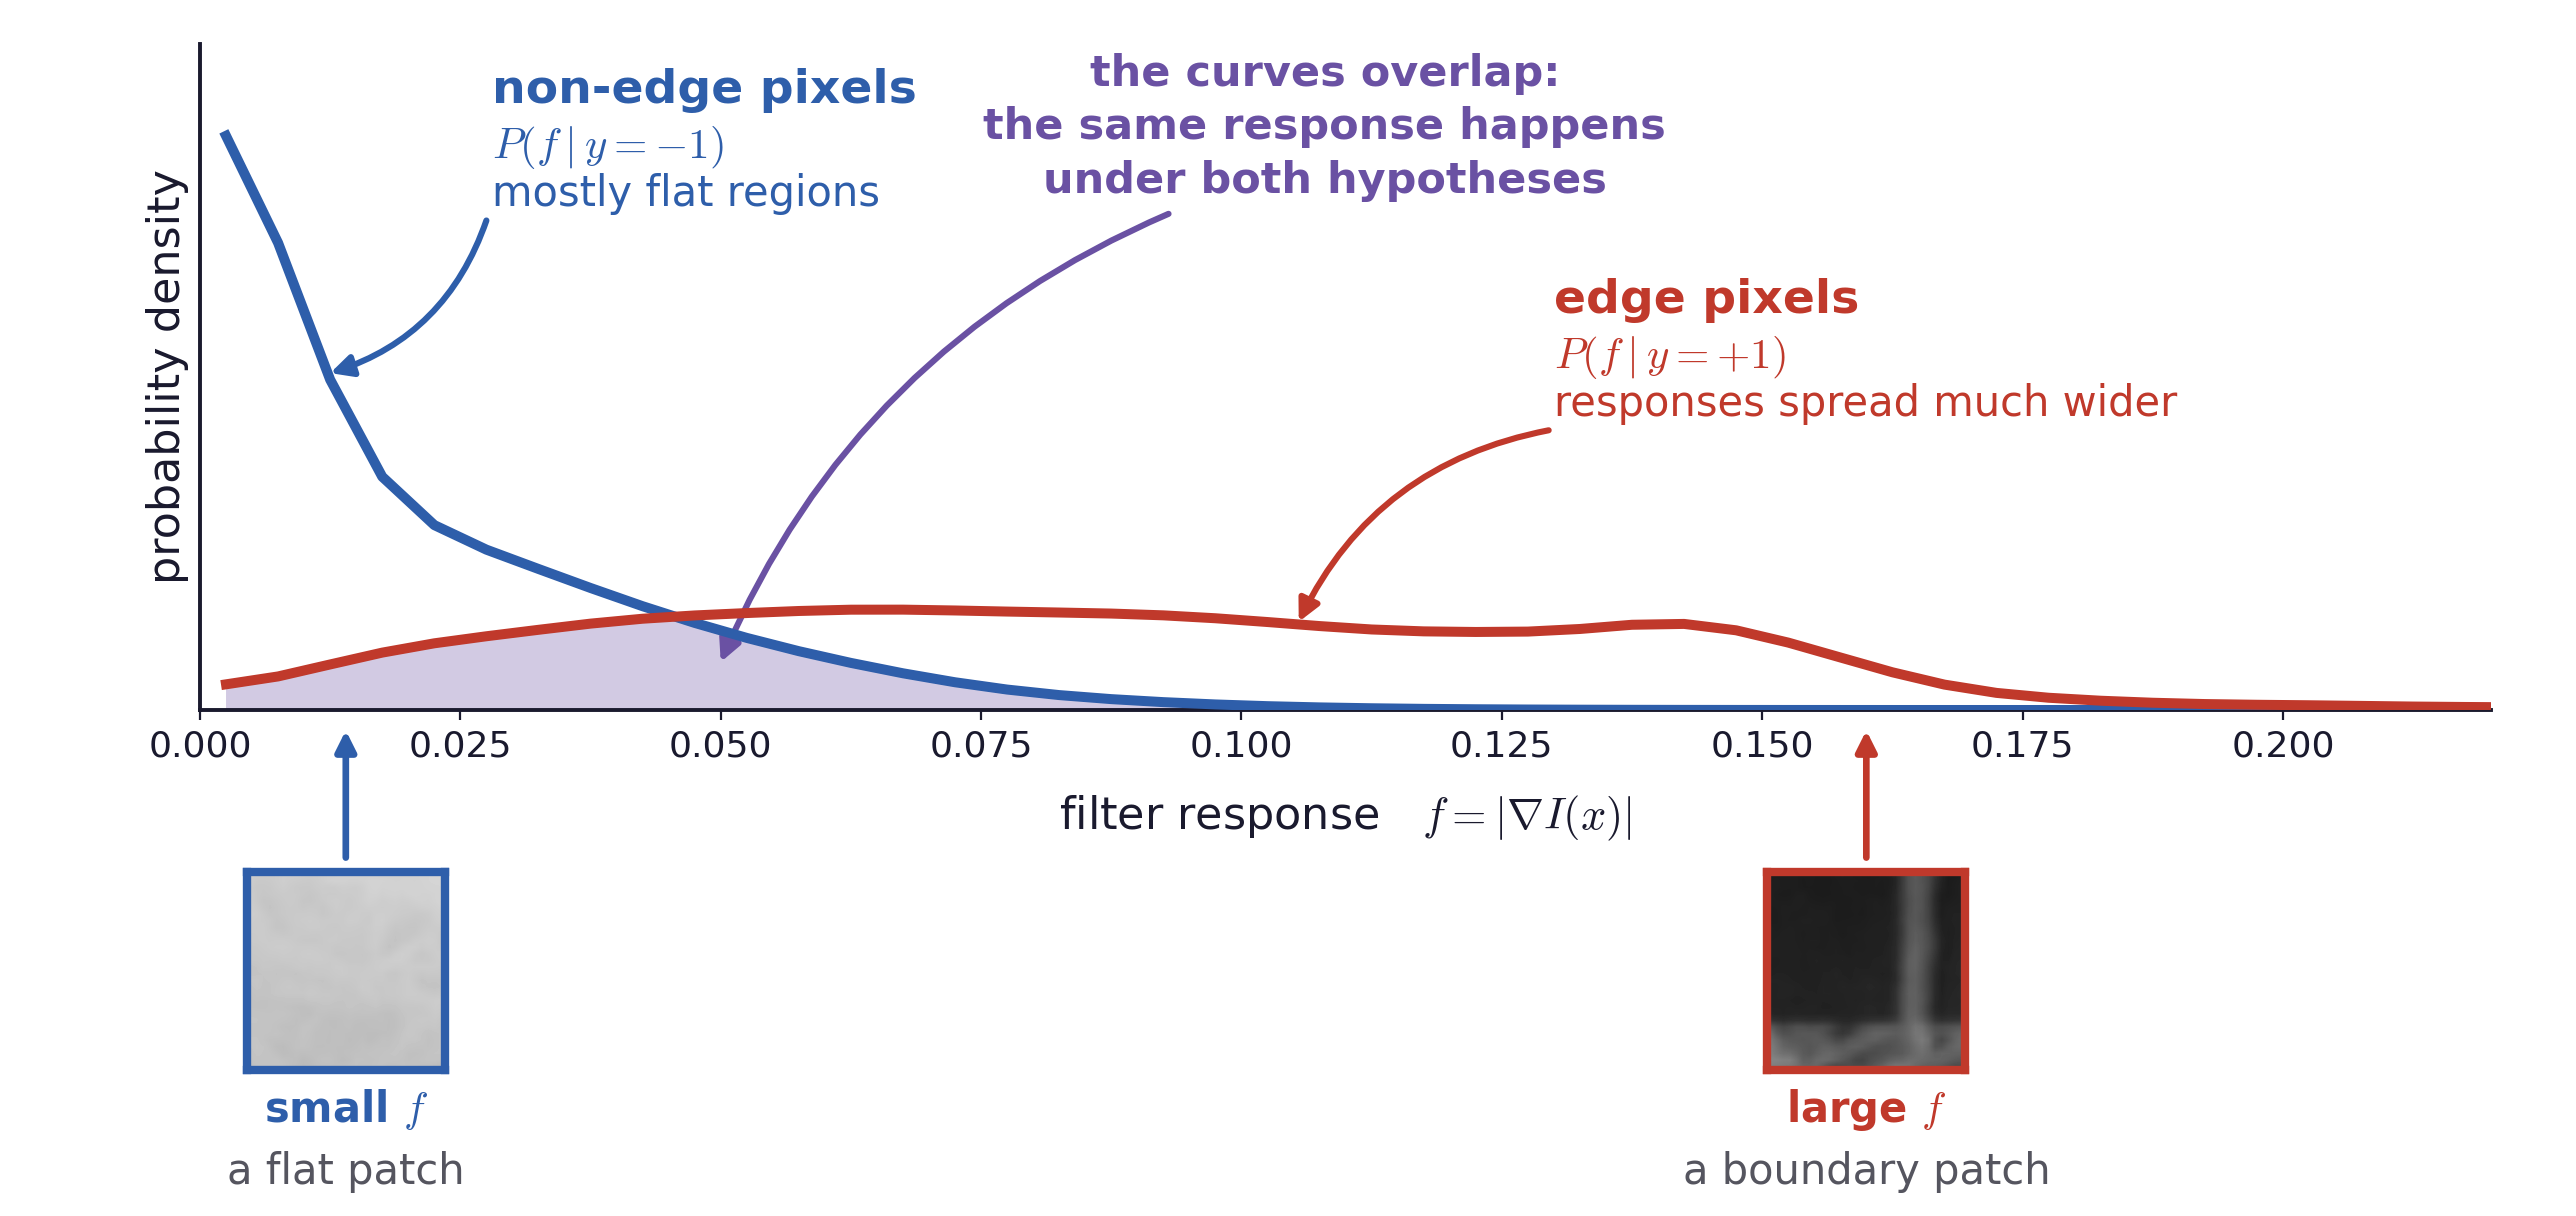 non-edge pixels
P(f | y = −1)
mostly flat regions
the curves overlap:
the same response happens
under both hypotheses
edge pixels
P(f | y = +1)
responses spread much wider
probability density
0.000 0.025 0.050 0.075 0.100 0.125 0.150 0.175 0.200
filter response f = |∇I(x)|
small f
a flat patch
large f
a boundary patch